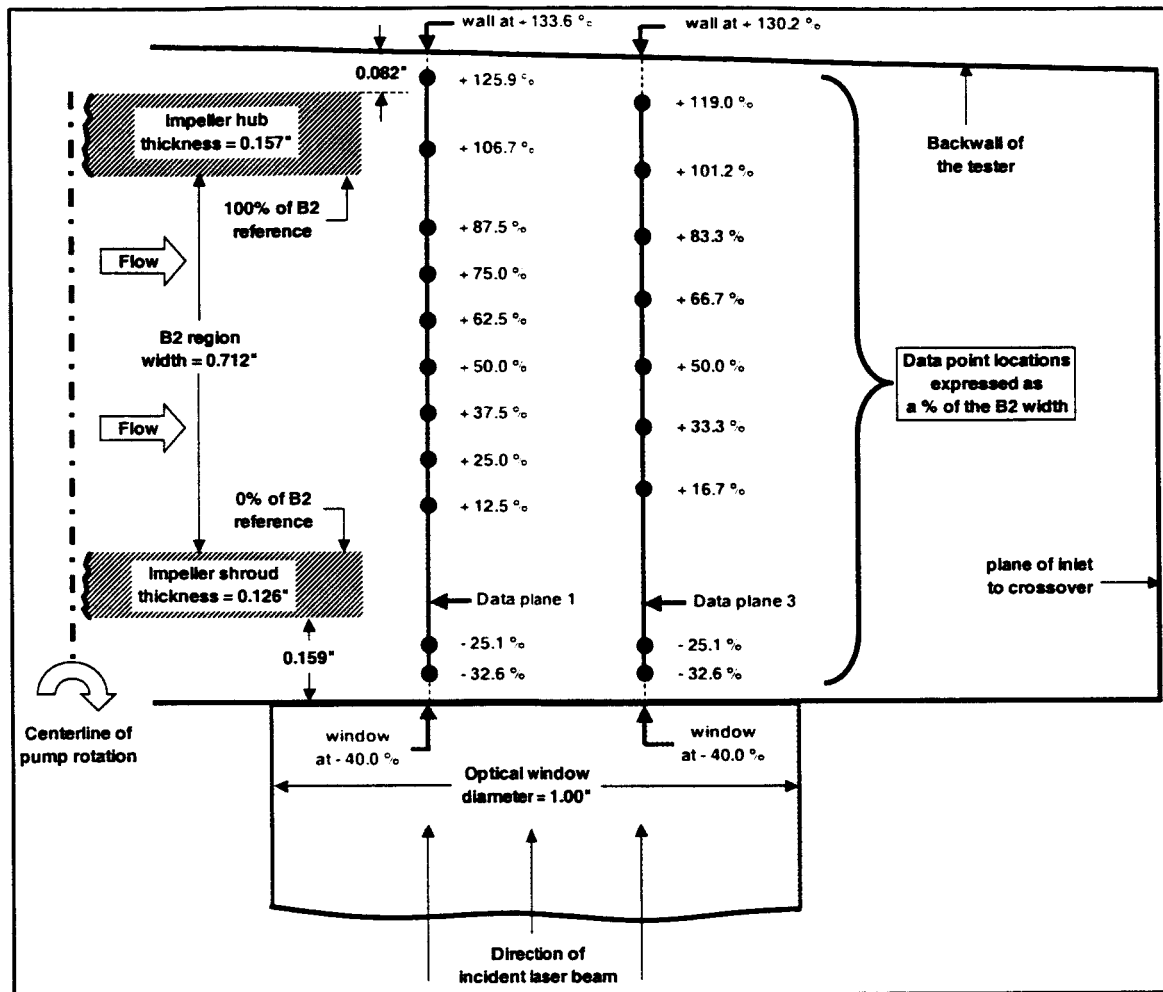 wall at + 133.6 %
wall at + 130.2 %
0.082"
+ 125.9 %
+ 119.0 %
Impeller hub
thickness = 0.157"
+ 106.7 %
+ 101.2 %
Backwall of
the tester
100% of B2
reference
+ 87.5 %
+ 83.3 %
Flow
+ 75.0 %
+ 66.7 %
B2 region
width = 0.712"
+ 62.5 %
+ 50.0 %
+ 50.0 %
Data point locations
expressed as
a % of the B2 width
Flow
+ 37.5 %
+ 33.3 %
+ 25.0 %
+ 16.7 %
0% of B2
reference
+ 12.5 %
Impeller shroud
thickness = 0.126"
plane of inlet
to crossover
Data plane 1
Data plane 3
0.159"
- 25.1 %
- 25.1 %
- 32.6 %
- 32.6 %
Centerline of
pump rotation
window
at - 40.0 %
window
at - 40.0 %
Optical window
diameter = 1.00"
Direction of
incident laser beam